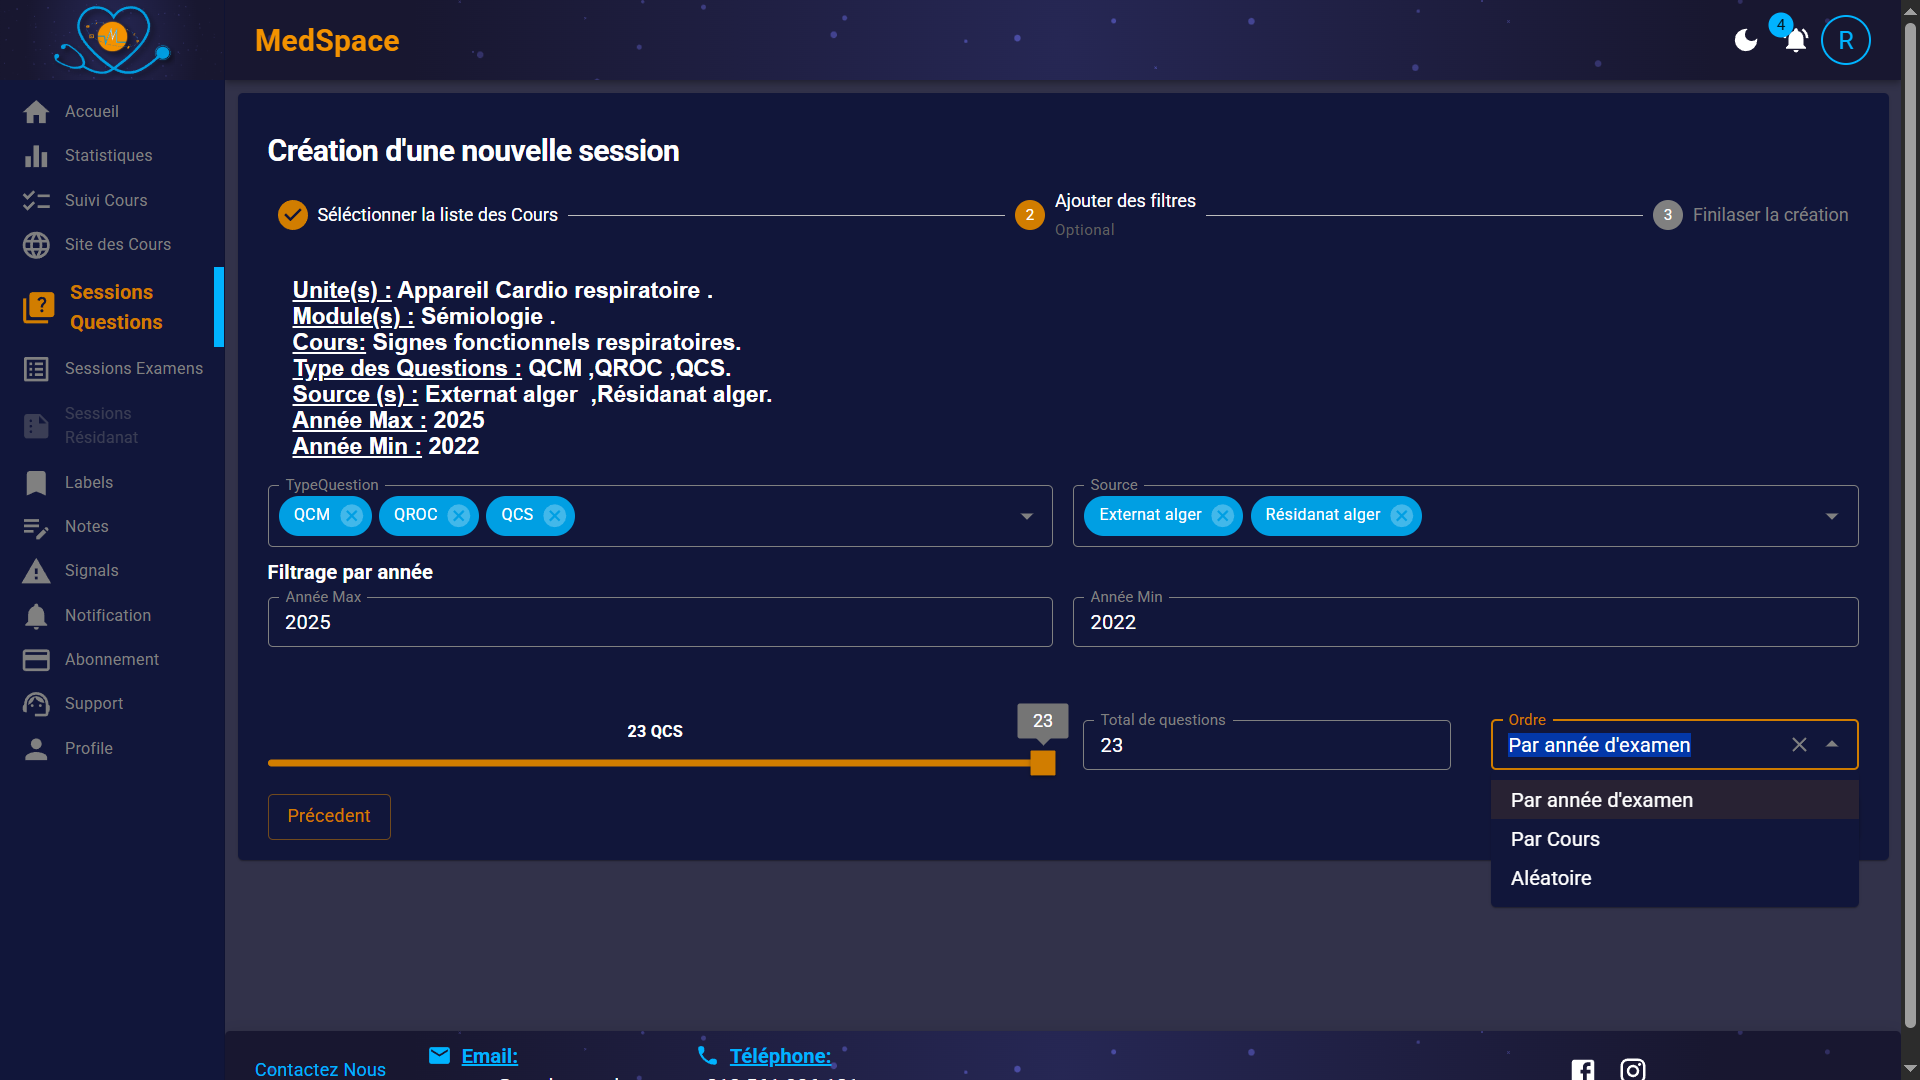 MedSpace
4
R
Accueil
Statistiques
Suivi Cours
Site des Cours
Sessions
Questions
Sessions Examens
Sessions
Résidanat
Labels
Notes
Signals
Notification
Abonnement
Support
Profile
Création d'une nouvelle session
Séléctionner la liste des Cours
2
Ajouter des filtres
Optional
3
Finilaser la création
Unite(s) : Appareil Cardio respiratoire .
Module(s) : Sémiologie .
Cours: Signes fonctionnels respiratoires.
Type des Questions : QCM ,QROC ,QCS.
Source (s) : Externat alger ,Résidanat alger.
Année Max : 2025
Année Min : 2022
TypeQuestion
QCM
QROC
QCS
Source
Externat alger
Résidanat alger
Filtrage par année
Année Max
2025
Année Min
2022
23 QCS
23
Total de questions
23
Ordre
Par année d'examen
Par année d'examen
Par Cours
Aléatoire
Précedent
Contactez Nous
Email:
Téléphone: